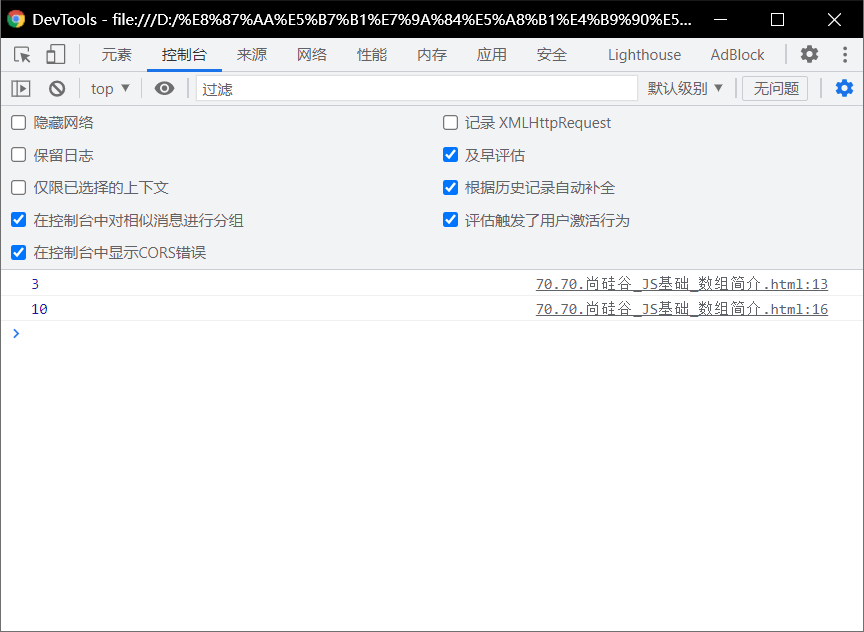 DevTools - file:///D:/%E8%87%AA%E5%B7%B1%E7%9A%84%E5%A8%B1%E4%B9%90%E5...
元素 控制台 来源 网络 性能 内存 应用 安全 Lighthouse AdBlock
top 过滤 默认级别 无问题
隐藏网络 记录 XMLHttpRequest
保留日志 及早评估
仅限已选择的上下文 根据历史记录自动补全
在控制台中对相似消息进行分组 评估触发了用户激活行为
在控制台中显示CORS错误
3 70.70.尚硅谷_JS基础_数组简介.html:13
10 70.70.尚硅谷_JS基础_数组简介.html:16